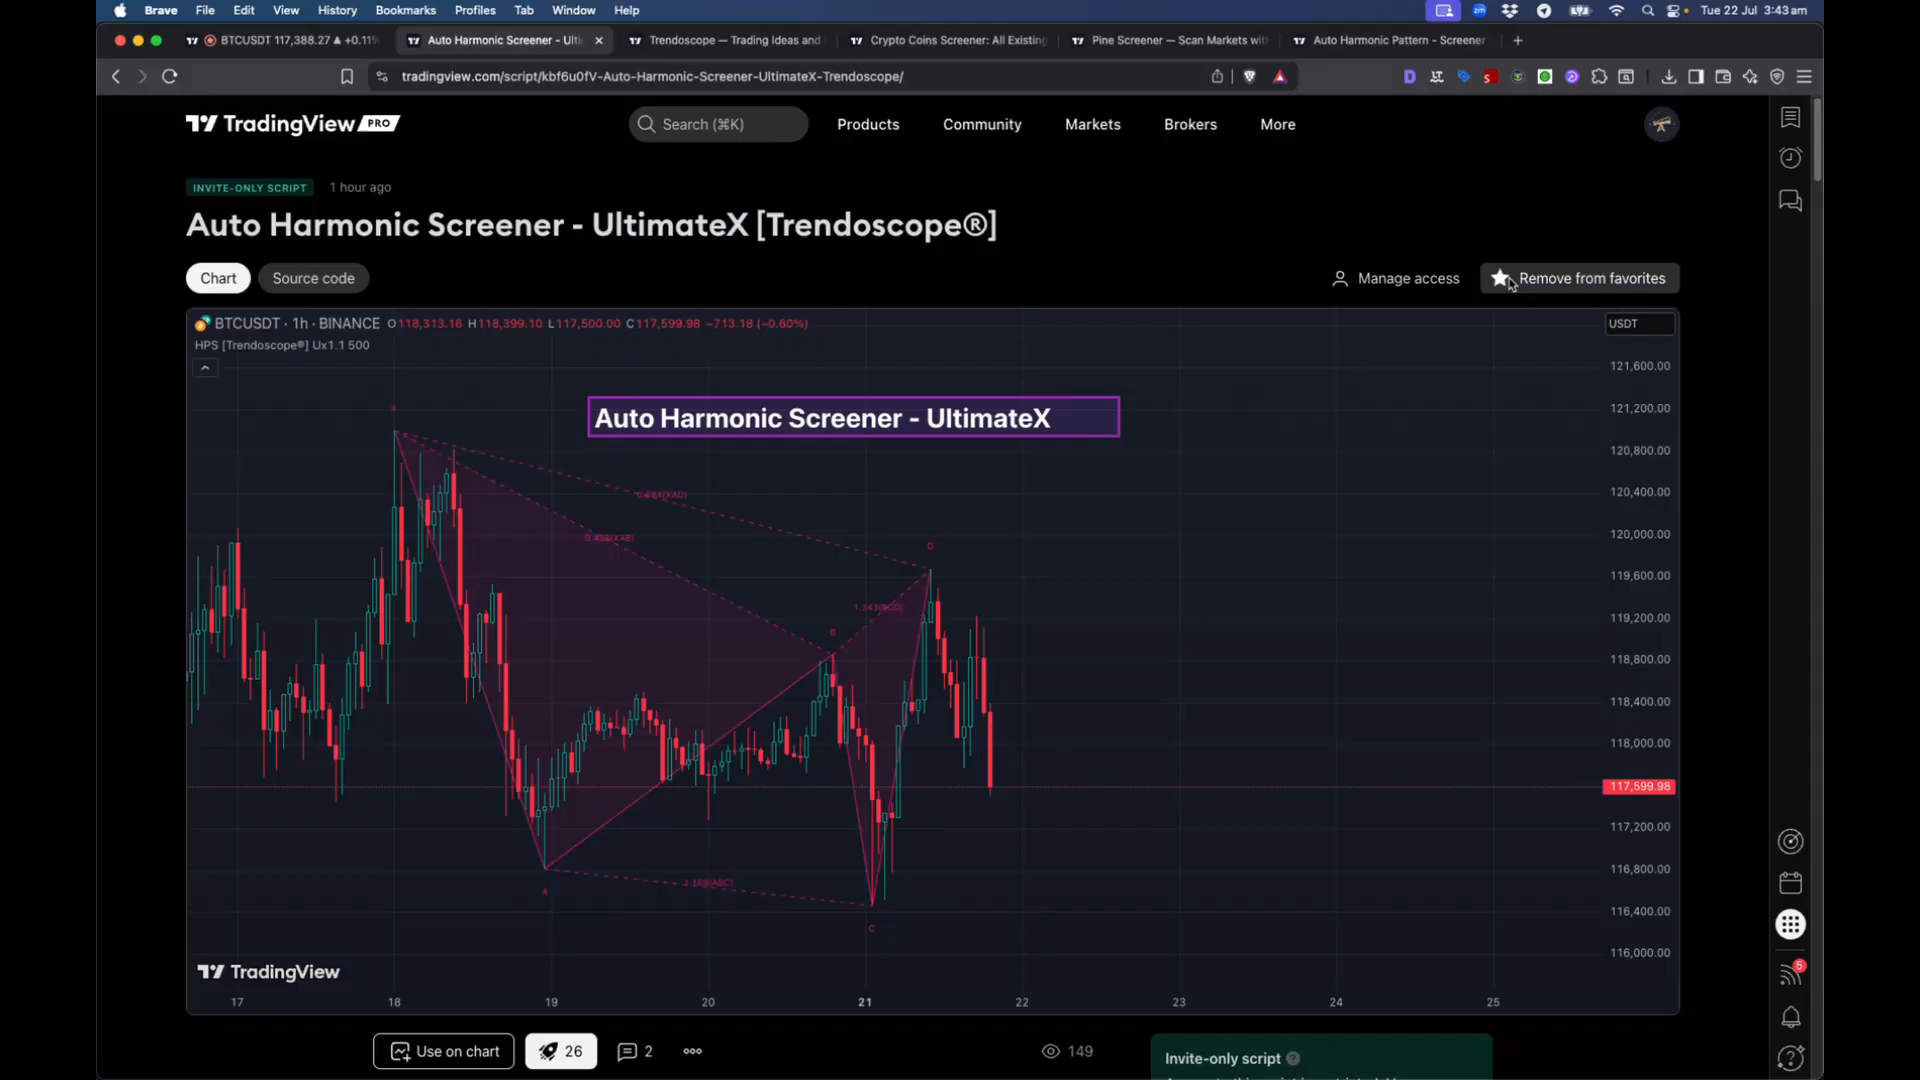 Brave File Edit View History Bookmarks Profiles Tab Window Help
zm
Tue 22 Jul 3:43am
BTCUSDT 117,388.27 ▲ +0.11%
Auto Harmonic Screener - Ulti
Trendoscope — Trading Ideas and
Crypto Coins Screener: All Existing
Pine Screener — Scan Markets wit
Auto Harmonic Pattern - Screener
tradingview.com/script/kbf6u0fV-Auto-Harmonic-Screener-UltimateX-Trendoscope/
TradingView PRO
Search (⌘K)
Products
Community
Markets
Brokers
More
INVITE-ONLY SCRIPT
1 hour ago
Auto Harmonic Screener - UltimateX [Trendoscope®]
Chart
Source code
Manage access
Remove from favorites
BTCUSDT · 1h · BINANCE O118,313.16 H118,399.10 L117,500.00 C117,599.98 −713.18 (−0.60%)
USDT
HPS [Trendoscope®] Ux1.1 500
121,600.00
X
Auto Harmonic Screener - UltimateX
121,200.00
120,800.00
120,400.00
120,000.00
D
119,600.00
119,200.00
B
118,800.00
118,400.00
118,000.00
117,599.98
117,200.00
116,800.00
A
116,400.00
C
116,000.00
TradingView
17 18 19 20 21 22 23 24 25
5
Use on chart
26
2
149
Invite-only script